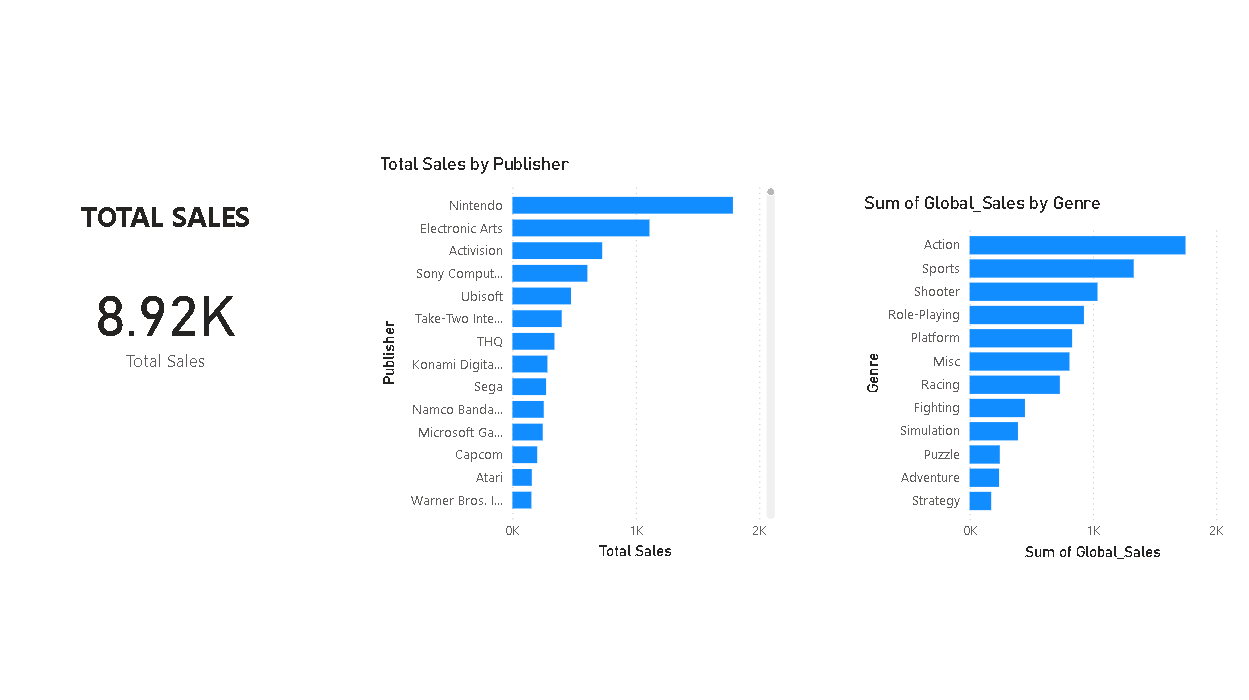 TOTAL SALES
8.92K
Total Sales
Total Sales by Publisher
Publisher
Nintendo
Electronic Arts
Activision
Sony Comput...
Ubisoft
Take-Two Inte...
THQ
Konami Digita...
Sega
Namco Banda...
Microsoft Ga...
Capcom
Atari
Warner Bros. I...
0K 1K 2K
Total Sales
Sum of Global_Sales by Genre
Genre
Action
Sports
Shooter
Role-Playing
Platform
Misc
Racing
Fighting
Simulation
Puzzle
Adventure
Strategy
0K 1K 2K
Sum of Global_Sales